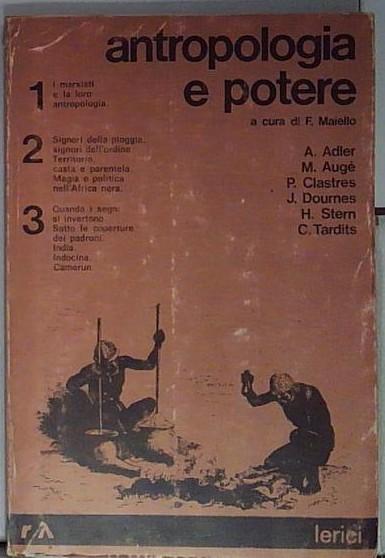 antropologia
e potere
a cura di F. Maiello
1
I marxisti
e la loro
antropologia.
2
Signori della pioggia,
signori dell'ordine
Territorio,
casta e parentela.
Magia e politica
nell'Africa nera.
3
Quando i segni
si invertono
Sotto le coperture
dei padroni.
India.
Indocina.
Camerun
A. Adler
M. Augé
P. Clastres
J. Dournes
H. Stern
C. Tardits
lerici